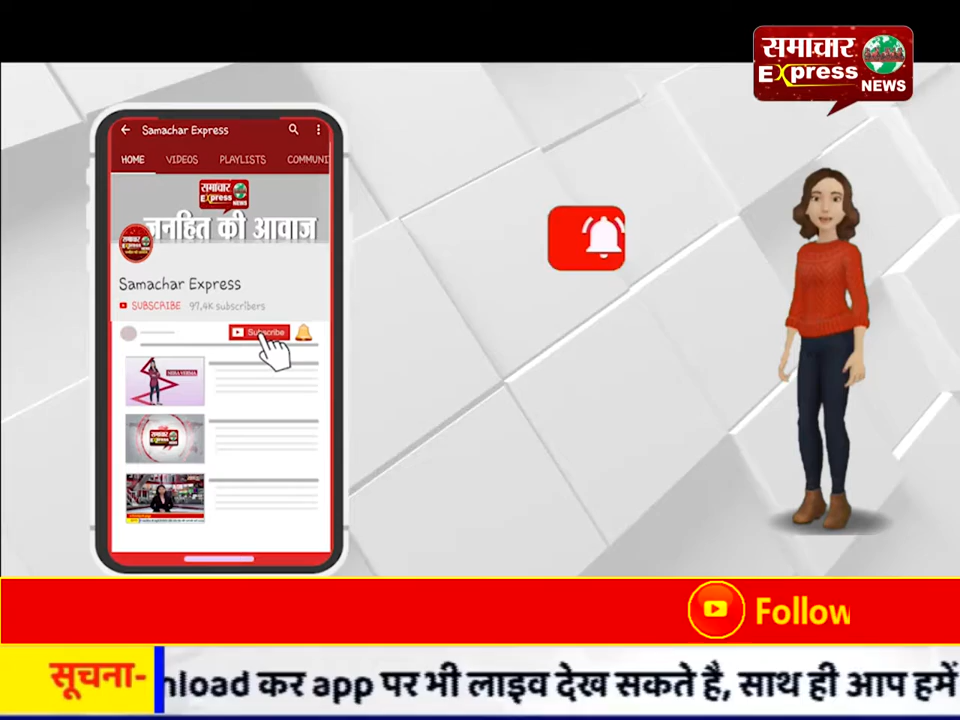 समाचार
Express
NEWS
Samachar Express
HOME VIDEOS PLAYLISTS COMMUNI
समाचार
Express
NEWS
जनहित की आवाज
Samachar Express
SUBSCRIBE 97.4K subscribers
Subscribe
Follow
सूचना- nload कर app पर भी लाइव देख सकते है, साथ ही आप हमें